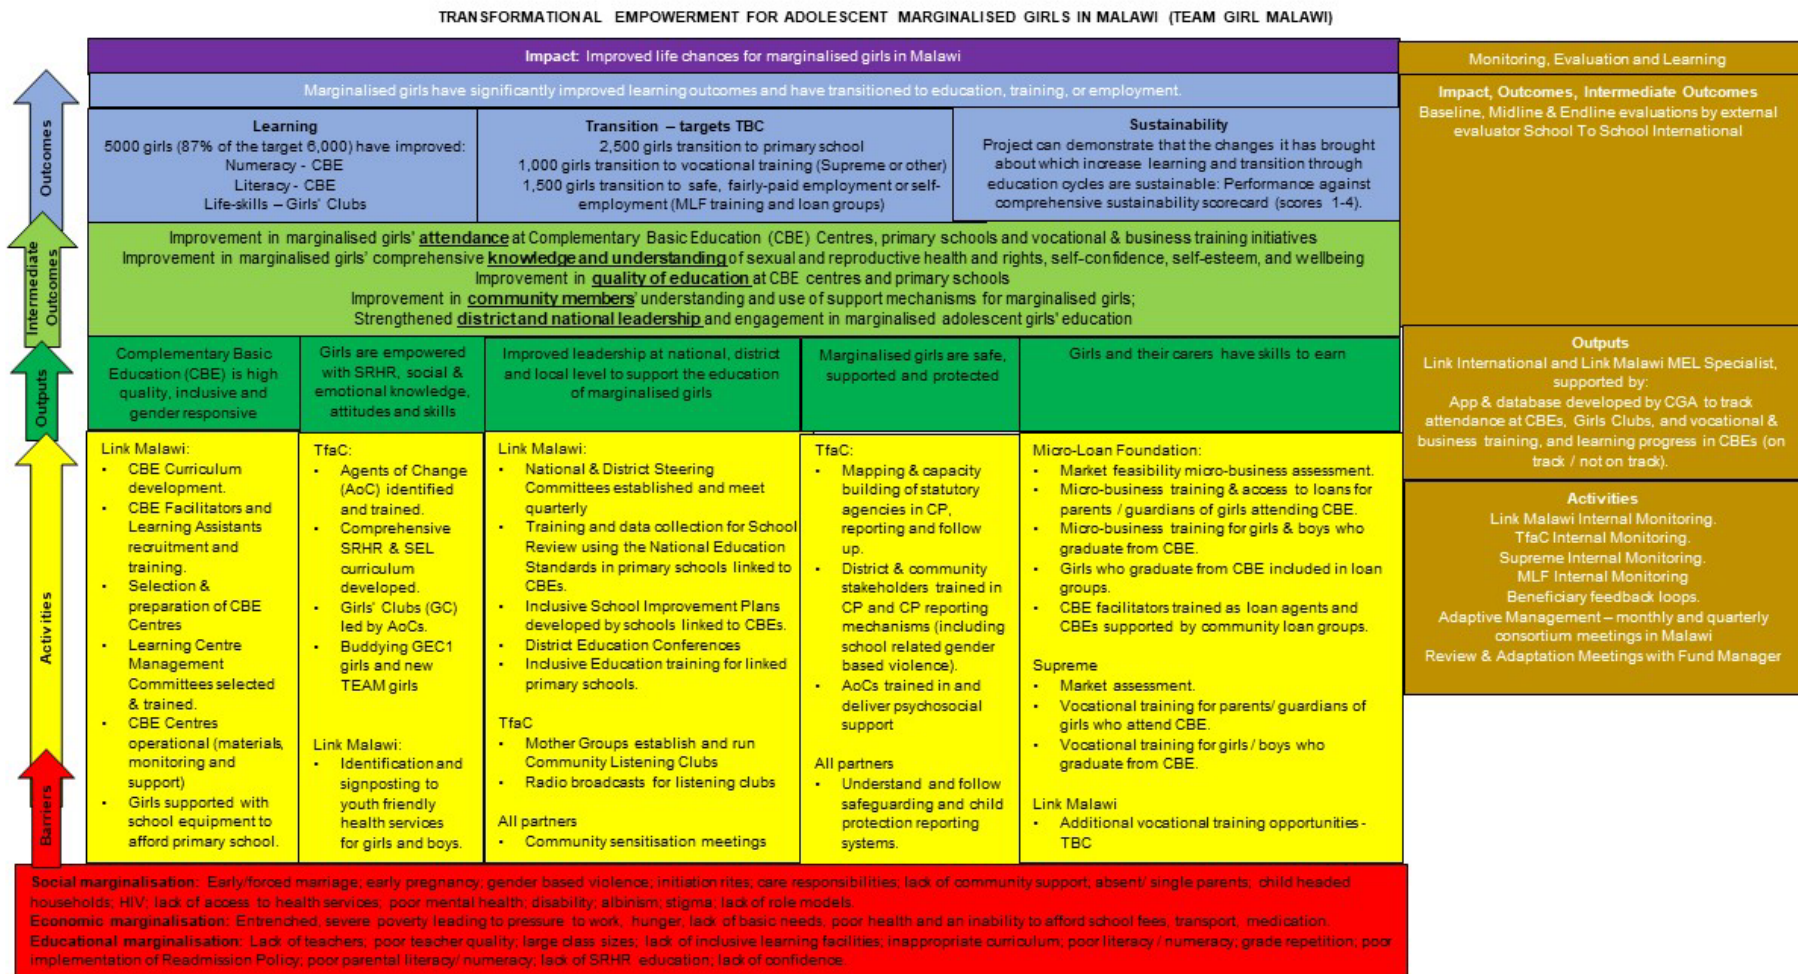 TRANSFORMATIONAL EMPOWERMENT FOR ADOLESCENT MARGINALISED GIRLS IN MALAWI (TEAM GIRL MALAWI)
Impact: Improved life chances for marginalised girls in Malawi
Marginalised girls have significantly improved learning outcomes and have transitioned to education, training, or employment.
Outcomes
Learning
5000 girls (87% of the target 6,000) have improved:
Numeracy - CBE
Literacy - CBE
Life-skills – Girls' Clubs
Transition – targets TBC
2,500 girls transition to primary school
1,000 girls transition to vocational training (Supreme or other)
1,500 girls transition to safe, fairly-paid employment or self-
employment (MLF training and loan groups)
Sustainability
Project can demonstrate that the changes it has brought
about which increase learning and transition through
education cycles are sustainable: Performance against
comprehensive sustainability scorecard (scores 1-4).
Intermediate
Outcomes
Improvement in marginalised girls' attendance at Complementary Basic Education (CBE) Centres, primary schools and vocational & business training initiatives
Improvement in marginalised girls' comprehensive knowledge and understanding of sexual and reproductive health and rights, self-confidence, self-esteem, and wellbeing
Improvement in quality of education at CBE centres and primary schools
Improvement in community members' understanding and use of support mechanisms for marginalised girls;
Strengthened district and national leadership and engagement in marginalised adolescent girls' education
Outputs
Complementary Basic
Education (CBE) is high
quality, inclusive and
gender responsive
Girls are empowered
with SRHR, social &
emotional knowledge,
attitudes and skills
Improved leadership at national, district
and local level to support the education
of marginalised girls
Marginalised girls are safe,
supported and protected
Girls and their carers have skills to earn
Activities
Link Malawi:
• CBE Curriculum
development.
• CBE Facilitators and
Learning Assistants
recruitment and
training.
• Selection &
preparation of CBE
Centres
• Learning Centre
Management
Committees selected
& trained.
• CBE Centres
operational (materials,
monitoring and
support)
• Girls supported with
school equipment to
afford primary school.
TfaC:
• Agents of Change
(AoC) identified
and trained.
• Comprehensive
SRHR & SEL
curriculum
developed.
• Girls' Clubs (GC)
led by AoCs.
• Buddying GEC1
girls and new
TEAM girls
Link Malawi:
• Identification and
signposting to
youth friendly
health services
for girls and boys.
Link Malawi:
• National & District Steering
Committees established and meet
quarterly
• Training and data collection for School
Review using the National Education
Standards in primary schools linked to
CBEs.
• Inclusive School Improvement Plans
developed by schools linked to CBEs.
• District Education Conferences
• Inclusive Education training for linked
primary schools.
TfaC
• Mother Groups establish and run
Community Listening Clubs
• Radio broadcasts for listening clubs
All partners
• Community sensitisation meetings
TfaC:
• Mapping & capacity
building of statutory
agencies in CP,
reporting and follow
up.
• District & community
stakeholders trained in
CP and CP reporting
mechanisms (including
school related gender
based violence).
• AoCs trained in and
deliver psychosocial
support
All partners
• Understand and follow
safeguarding and child
protection reporting
systems.
Micro-Loan Foundation:
• Market feasibility micro-business assessment.
• Micro-business training & access to loans for
parents / guardians of girls attending CBE.
• Micro-business training for girls & boys who
graduate from CBE.
• Girls who graduate from CBE included in loan
groups.
• CBE facilitators trained as loan agents and
CBEs supported by community loan groups.
Supreme
• Market assessment.
• Vocational training for parents/ guardians of
girls who attend CBE.
• Vocational training for girls / boys who
graduate from CBE.
Link Malawi
• Additional vocational training opportunities -
TBC
Barriers
Social marginalisation: Early/forced marriage; early pregnancy; gender based violence; initiation rites; care responsibilities; lack of community support; absent/ single parents; child headed
households; HIV; lack of access to health services; poor mental health; disability; albinism; stigma; lack of role models.
Economic marginalisation: Entrenched, severe poverty leading to pressure to work, hunger, lack of basic needs, poor health and an inability to afford school fees, transport, medication.
Educational marginalisation: Lack of teachers; poor teacher quality; large class sizes; lack of inclusive learning facilities; inappropriate curriculum; poor literacy / numeracy; grade repetition; poor
implementation of Readmission Policy; poor parental literacy/ numeracy; lack of SRHR education; lack of confidence.
Monitoring, Evaluation and Learning
Impact, Outcomes, Intermediate Outcomes
Baseline, Midline & Endline evaluations by external
evaluator School To School International
Outputs
Link International and Link Malawi MEL Specialist,
supported by:
App & database developed by CGA to track
attendance at CBEs, Girls Clubs, and vocational &
business training, and learning progress in CBEs (on
track / not on track).
Activities
Link Malawi Internal Monitoring.
TfaC Internal Monitoring.
Supreme Internal Monitoring.
MLF Internal Monitoring
Beneficiary feedback loops.
Adaptive Management – monthly and quarterly
consortium meetings in Malawi
Review & Adaptation Meetings with Fund Manager